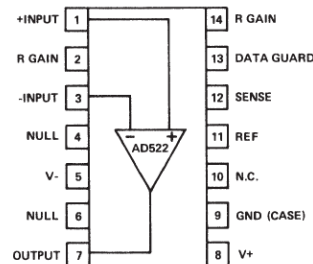 +INPUT 1 14 R GAIN
R GAIN 2 13 DATA GUARD
-INPUT 3 12 SENSE
- +
NULL 4 11 REF
AD522
V- 5 10 N.C.
NULL 6 9 GND (CASE)
OUTPUT 7 8 V+